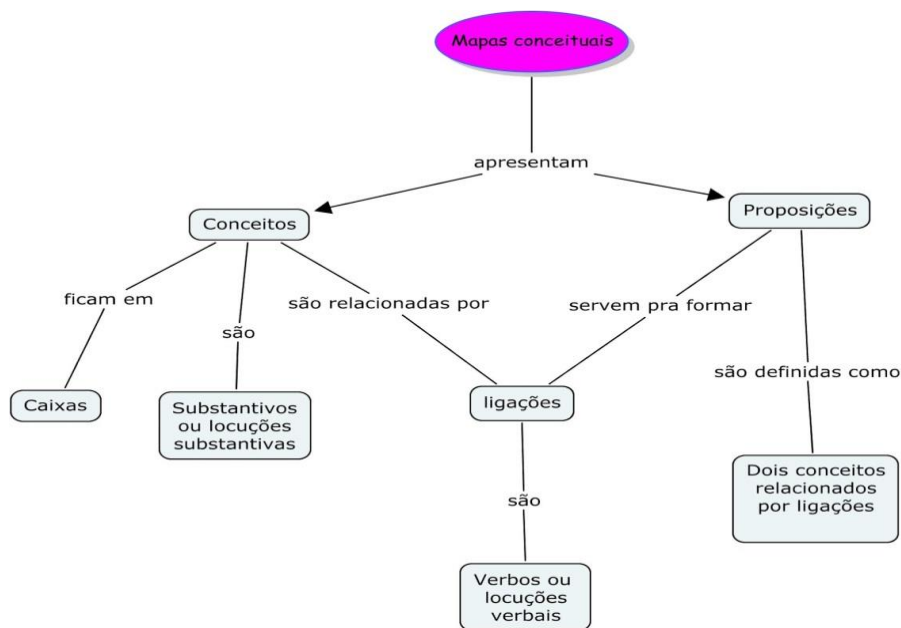 Mapas conceituais
apresentam
Conceitos
Proposições
ficam em
são relacionadas por
servem pra formar
são
são definidas como
Caixas
Substantivos
ou locuções
substantivas
ligações
Dois conceitos
relacionados
por ligações
são
Verbos ou
locuções
verbais